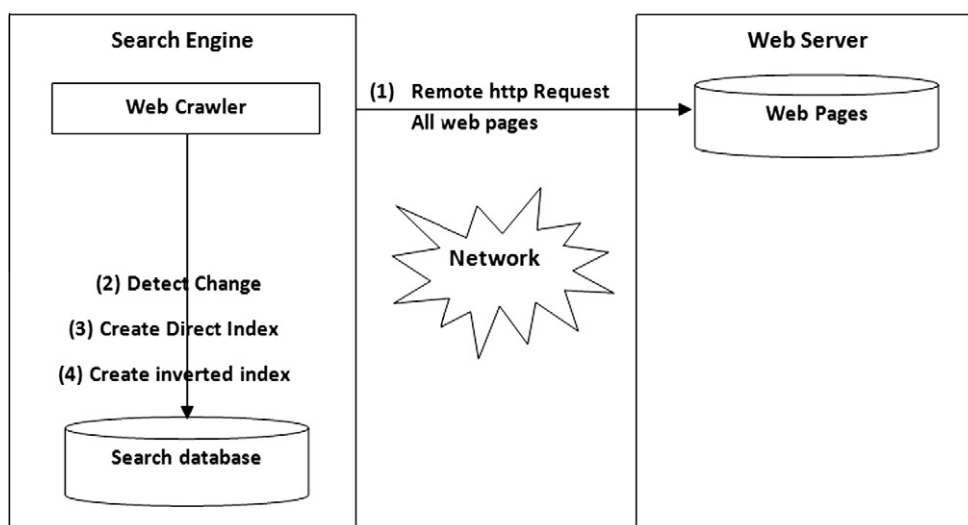 Search Engine
Web Crawler
(2) Detect Change
(3) Create Direct Index
(4) Create inverted index
Search database
(1) Remote http Request
All web pages
Network
Web Server
Web Pages